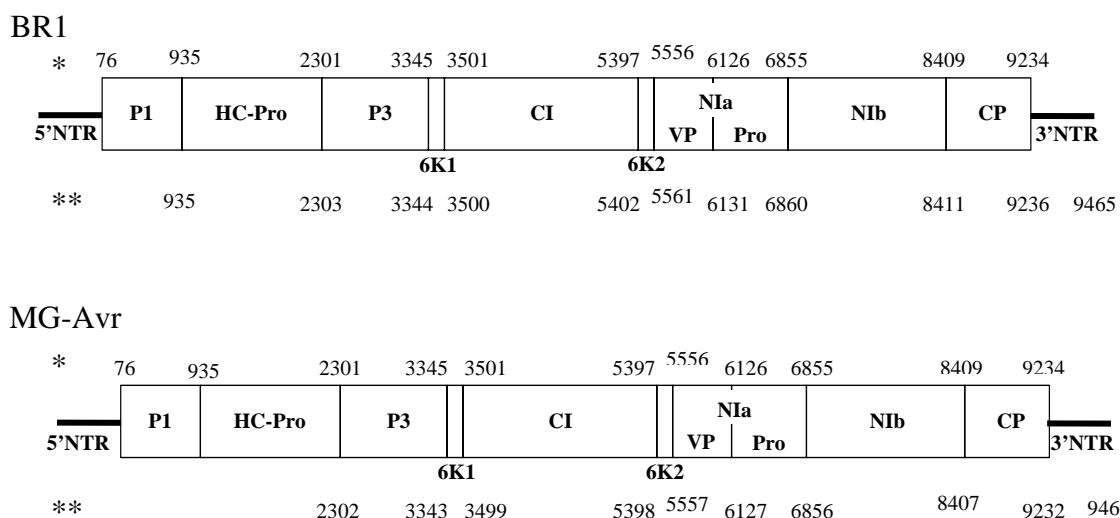 BR1
* 76 935 2301 3345 3501 5397 5556 6126 6855 8409 9234
P1 HC-Pro P3 CI NIa NIb CP
5'NTR VP Pro 3'NTR
6K1 6K2
** 935 2303 3344 3500 5402 5561 6131 6860 8411 9236 9465
MG-Avr
* 76 935 2301 3345 3501 5397 5556 6126 6855 8409 9234
P1 HC-Pro P3 CI NIa NIb CP
5'NTR VP Pro 3'NTR
6K1 6K2
** 2302 3343 3499 5398 5557 6127 6856 8407 9232 946